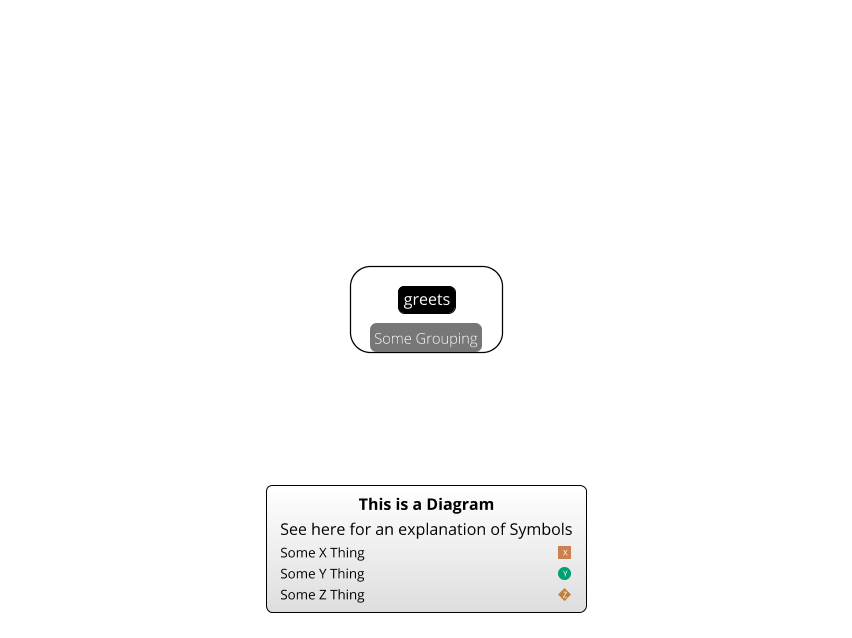 greets
Some Grouping
This is a Diagram
See here for an explanation of Symbols
Some X Thing X
Some Y Thing Y
Some Z Thing Z